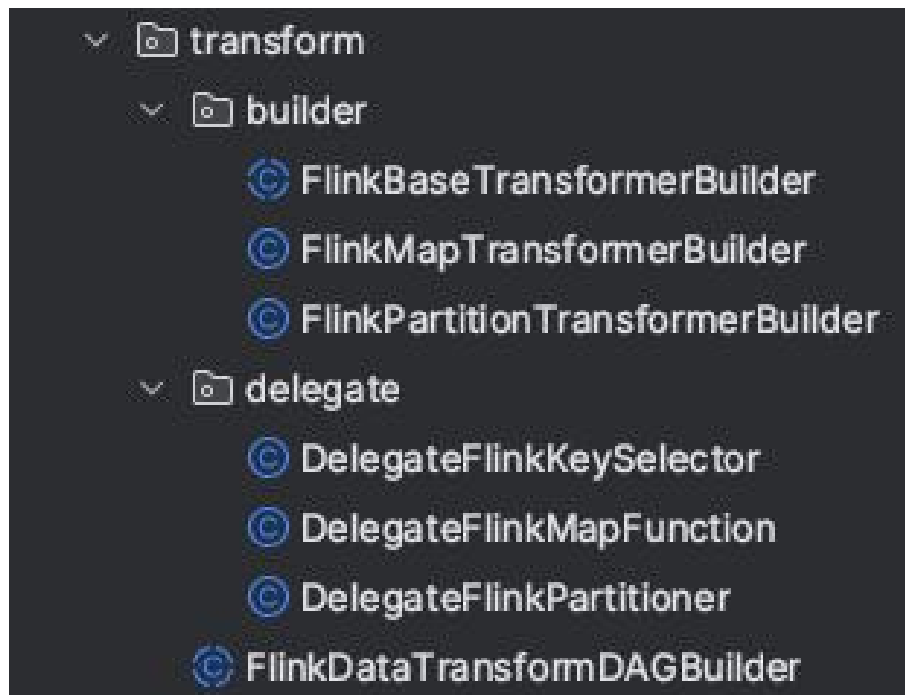 transform
builder
FlinkBaseTransformerBuilder
FlinkMapTransformerBuilder
FlinkPartitionTransformerBuilder
delegate
DelegateFlinkKeySelector
DelegateFlinkMapFunction
DelegateFlinkPartitioner
FlinkDataTransformDAGBuilder